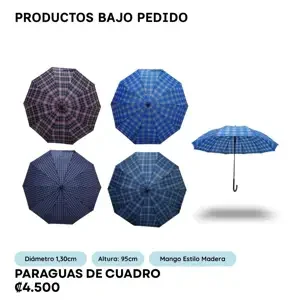 PRODUCTOS BAJO PEDIDO
Diámetro 1,30cm
Altura: 95cm
Mango Estilo Madera
PARAGUAS DE CUADRO
₡4.500